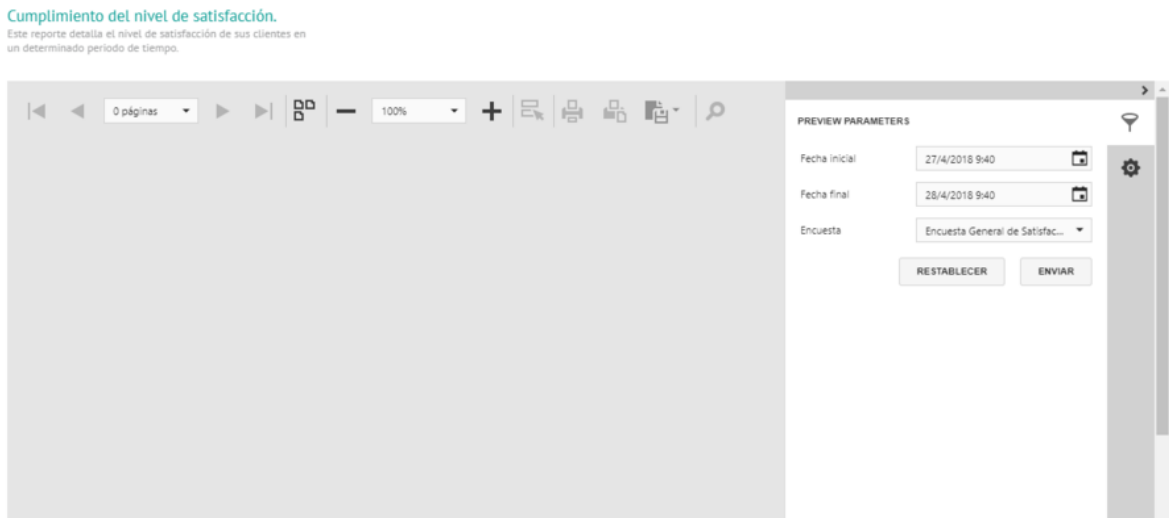 Cumplimiento del nivel de satisfacción.
Este reporte detalla el nivel de satisfacción de sus clientes en
un determinado periodo de tiempo.
0 páginas
100%
PREVIEW PARAMETERS
Fecha inicial 27/4/2018 9:40
Fecha final 28/4/2018 9:40
Encuesta Encuesta General de Satisfac...
RESTABLECER ENVIAR